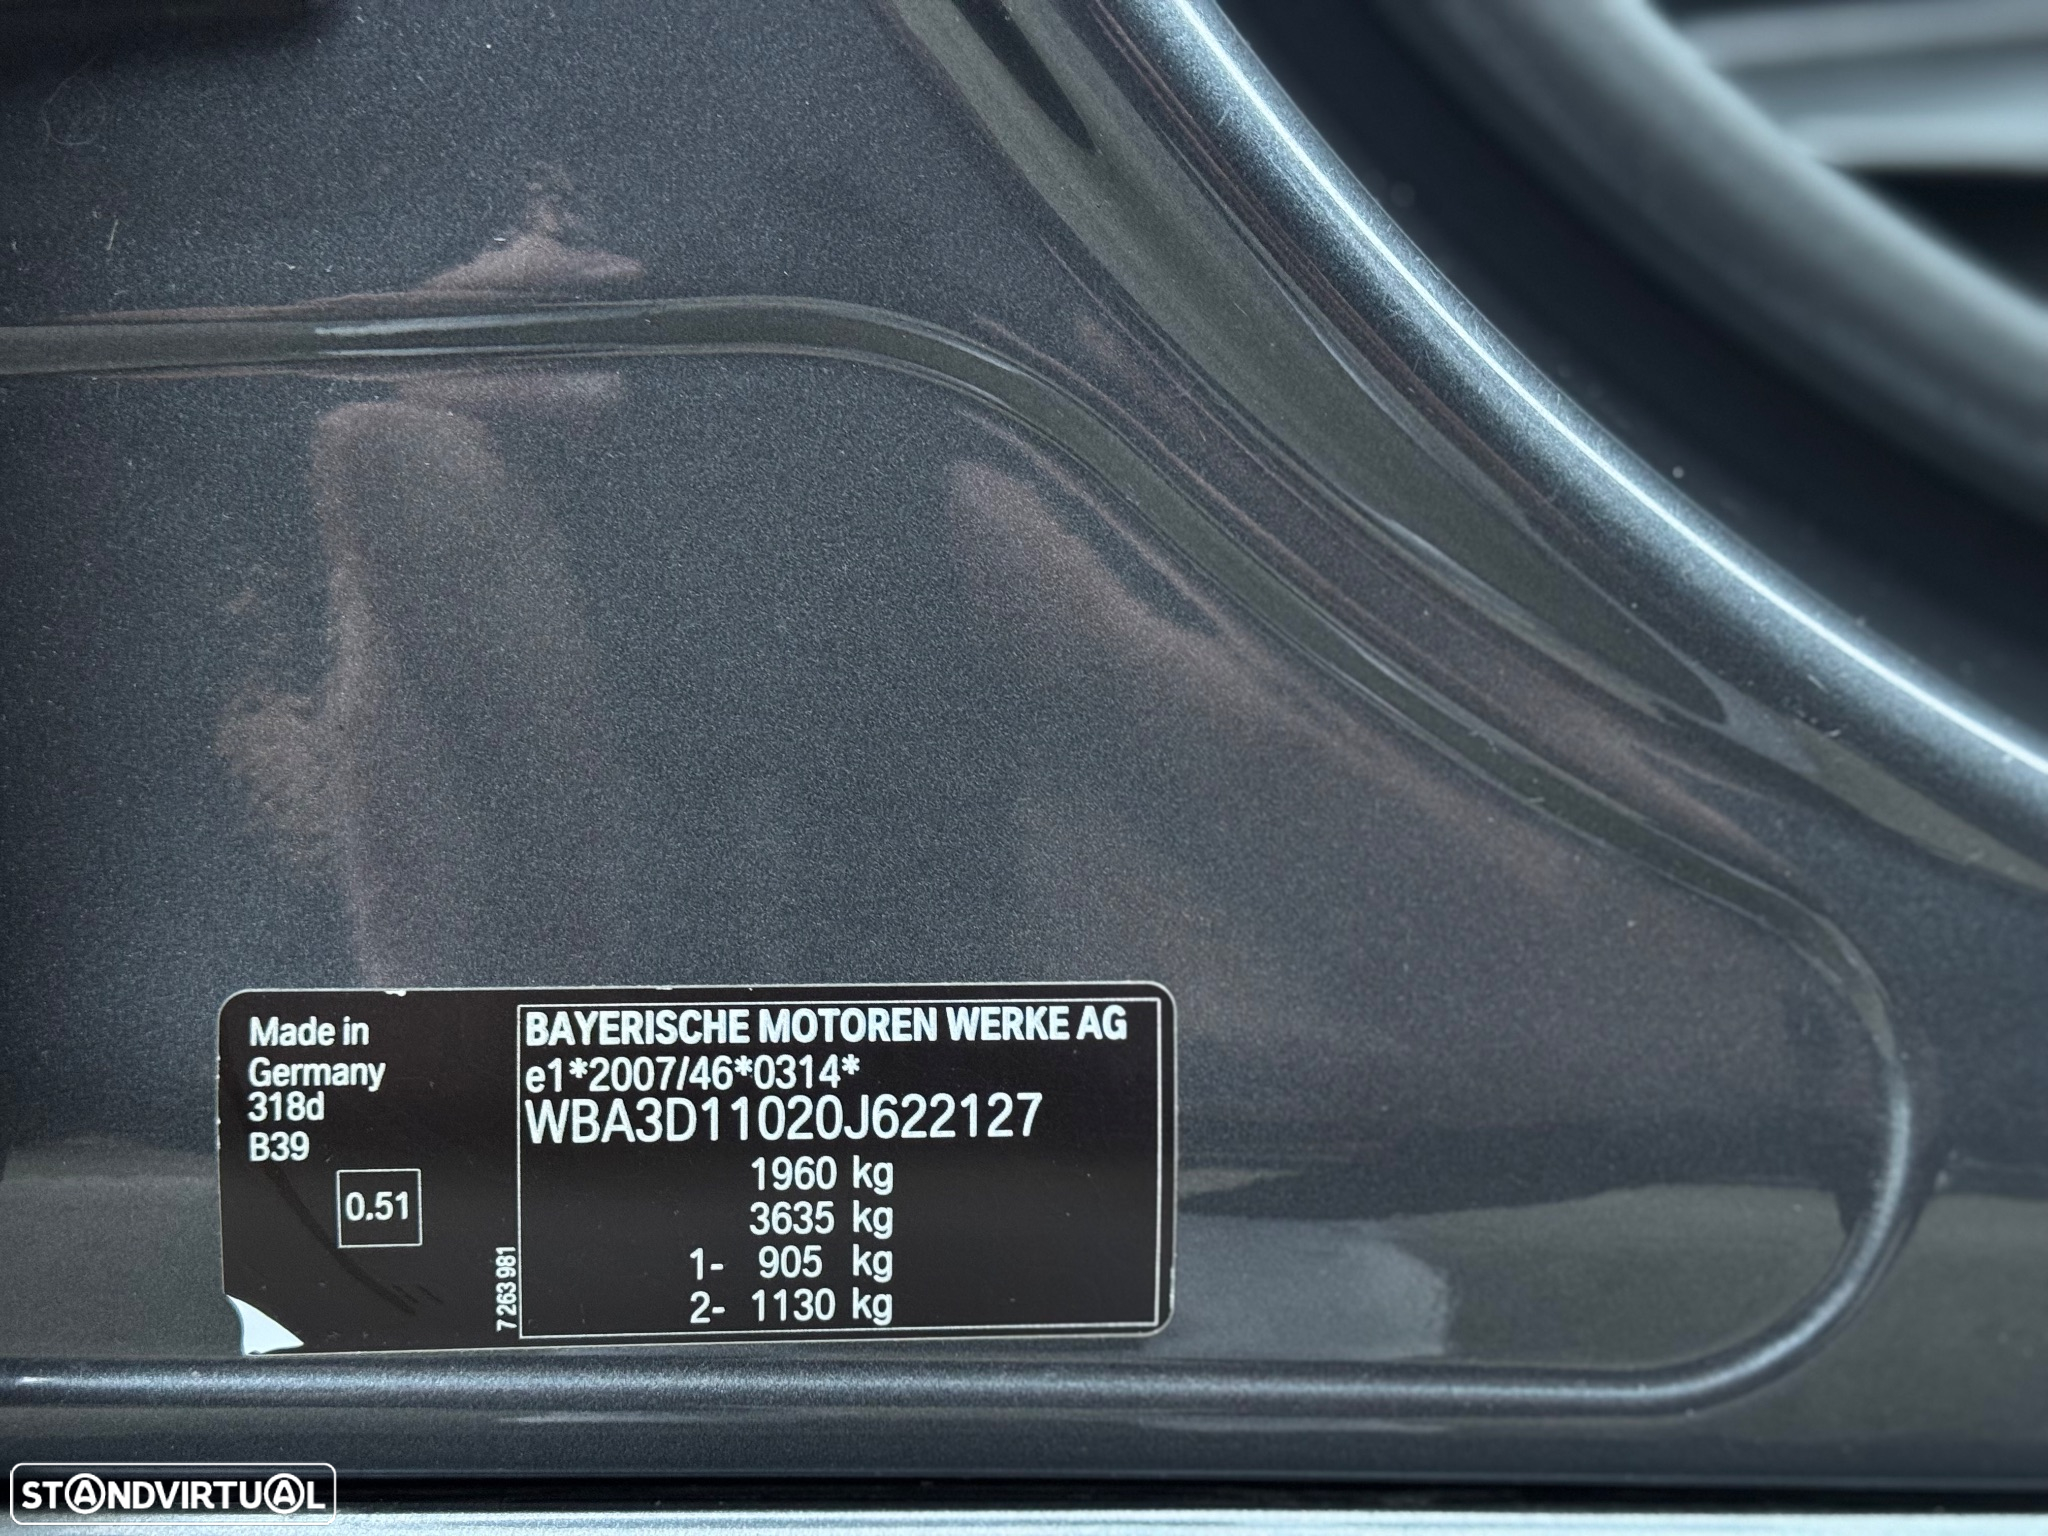 Made in
Germany
318d
B39
0.51
7 263 981
BAYERISCHE MOTOREN WERKE AG
e1*2007/46*0314*
WBA3D11020J622127
1960 kg
3635 kg
1- 905 kg
2- 1130 kg
STANDVIRTUAL